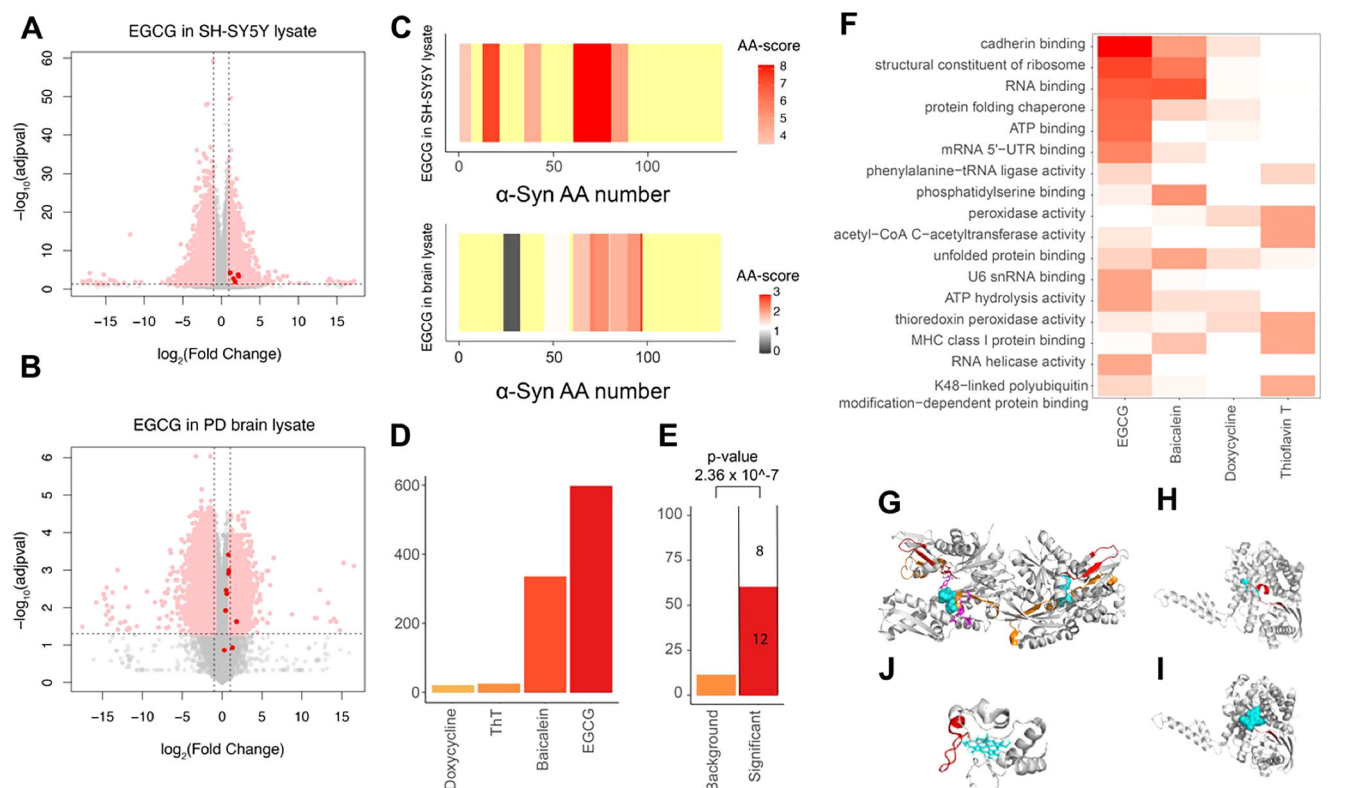 A
EGCG in SH-SY5Y lysate
−log10(adjpval)
60
50
40
30
20
10
0
−15 −10 −5 0 5 10 15
log2(Fold Change)
B
EGCG in PD brain lysate
−log10(adjpval)
6
5
4
3
2
1
0
−15 −10 −5 0 5 10 15
log2(Fold Change)
C
EGCG in SH-SY5Y lysate
0 50 100
α-Syn AA number
AA-score
8
7
6
5
4
EGCG in brain lysate
0 50 100
α-Syn AA number
AA-score
3
2
1
0
D
600
400
200
0
Doxycycline
ThT
Baicalein
EGCG
E
p-value
2.36 x 10^-7
100
75
50
25
0
8
12
Background
Significant
F
cadherin binding
structural constituent of ribosome
RNA binding
protein folding chaperone
ATP binding
mRNA 5'−UTR binding
phenylalanine−tRNA ligase activity
phosphatidylserine binding
peroxidase activity
acetyl−CoA C−acetyltransferase activity
unfolded protein binding
U6 snRNA binding
ATP hydrolysis activity
thioredoxin peroxidase activity
MHC class I protein binding
RNA helicase activity
K48−linked polyubiquitin
modification−dependent protein binding
EGCG
Baicalein
Doxycycline
Thioflavin T
G
H
J
I